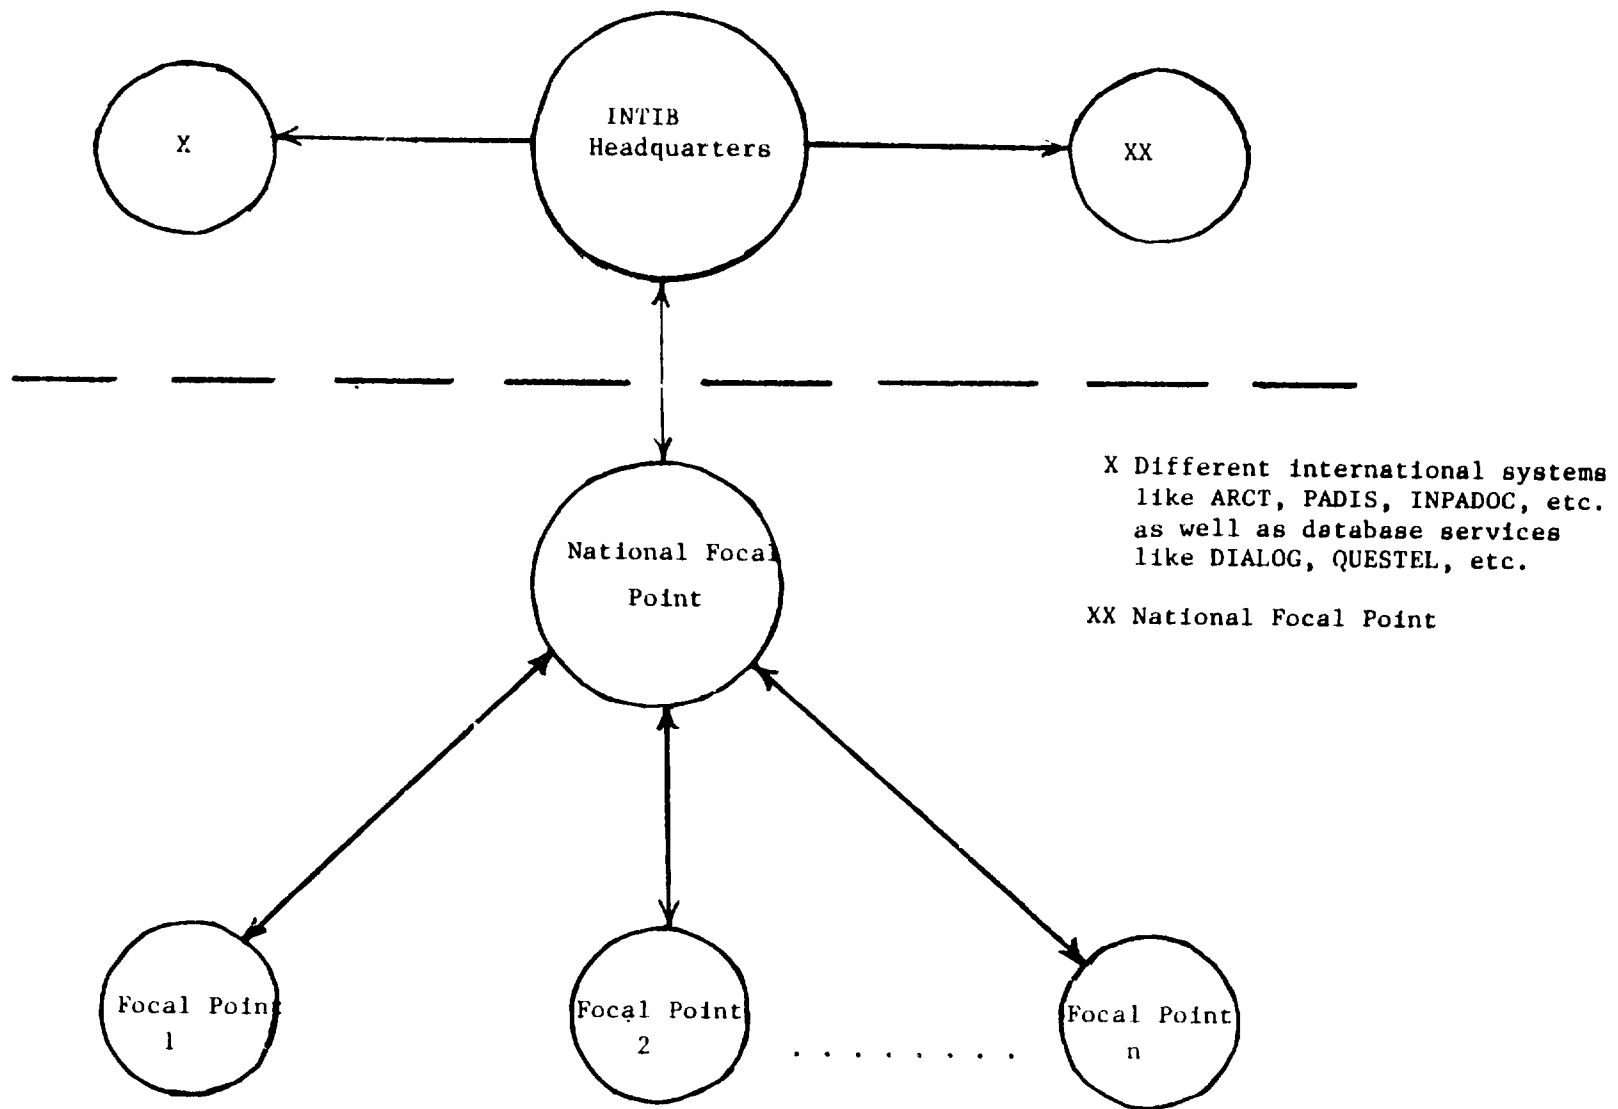 INTIB
Headquarters
X
XX
X Different international systems
like ARCT, PADIS, INPADOC, etc.
as well as database services
like DIALOG, QUESTEL, etc.
XX National Focal Point
National Focal
Point
Focal Point
1
Focal Point
2
. . . . . . . .
Focal Point
n